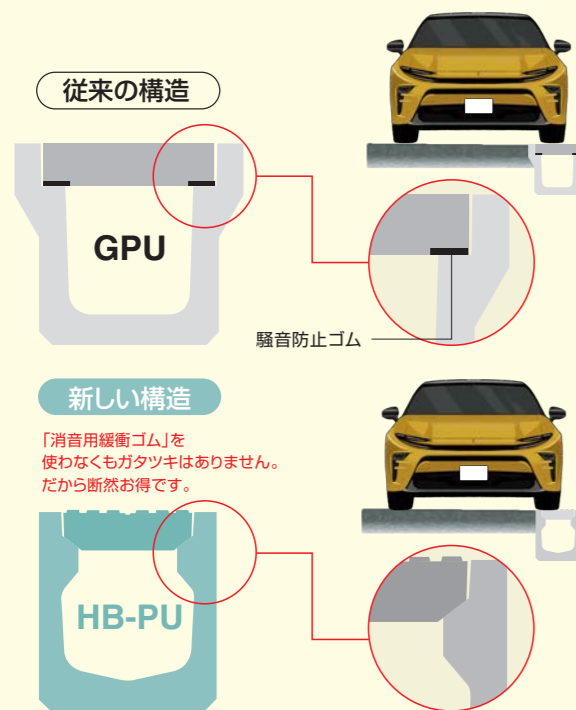 従来の構造
GPU
騒音防止ゴム
新しい構造
「消音用緩衝ゴム」を
使わなくもガタツキはありません。
だから断然お得です。
HB-PU